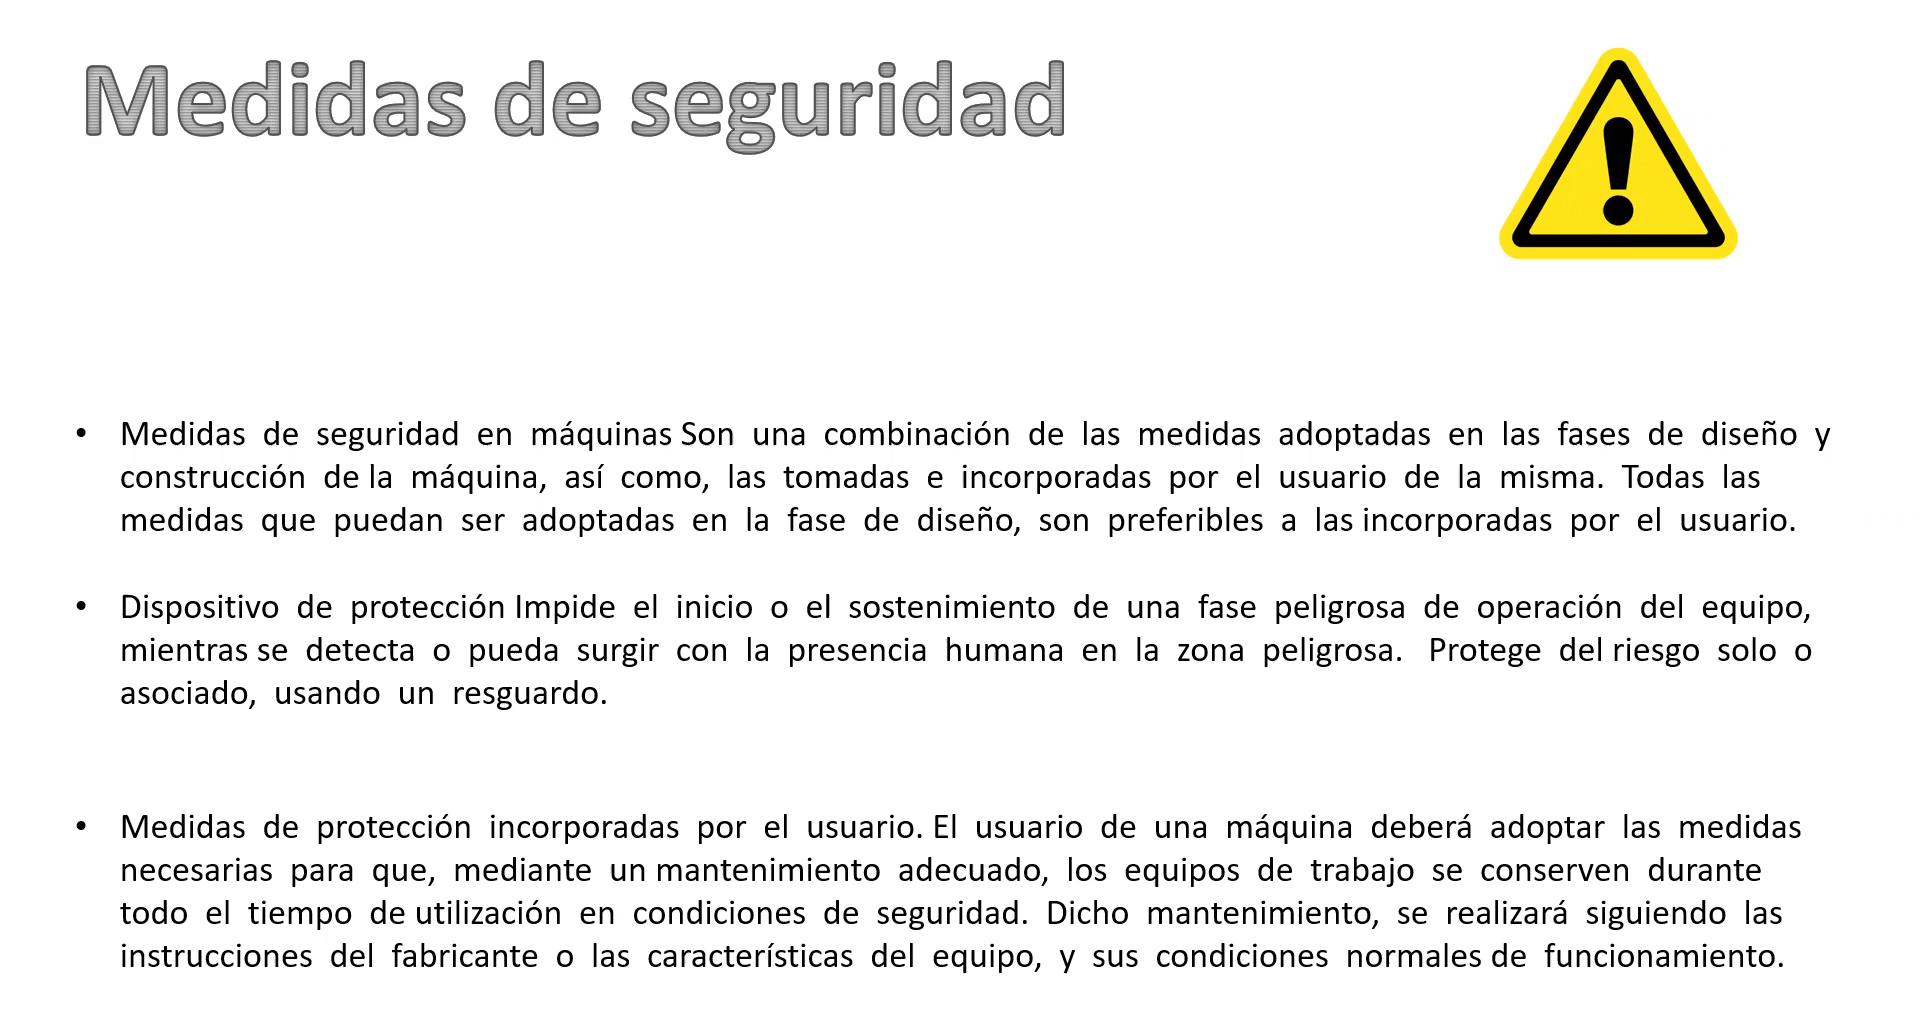 Medidas de seguridad
• Medidas de seguridad en máquinas Son una combinación de las medidas adoptadas en las fases de diseño y
construcción de la máquina, así como, las tomadas e incorporadas por el usuario de la misma. Todas las
medidas que puedan ser adoptadas en la fase de diseño, son preferibles a las incorporadas por el usuario.
• Dispositivo de protección Impide el inicio o el sostenimiento de una fase peligrosa de operación del equipo,
mientras se detecta o pueda surgir con la presencia humana en la zona peligrosa. Protege del riesgo solo o
asociado, usando un resguardo.
• Medidas de protección incorporadas por el usuario. El usuario de una máquina deberá adoptar las medidas
necesarias para que, mediante un mantenimiento adecuado, los equipos de trabajo se conserven durante
todo el tiempo de utilización en condiciones de seguridad. Dicho mantenimiento, se realizará siguiendo las
instrucciones del fabricante o las características del equipo, y sus condiciones normales de funcionamiento.